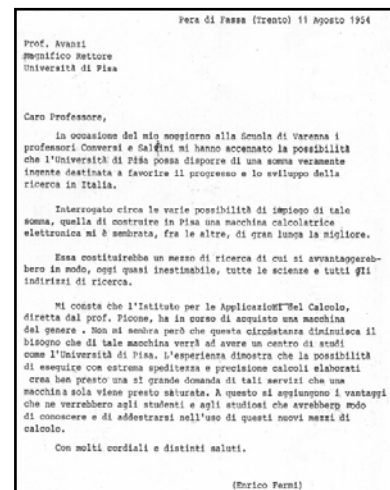 Pera di Fassa (Trento) 11 Agosto 1954
Prof. Avanzi
Magnifico Rettore
Università di Pisa
Caro Professore,
in occasione del mio soggiorno alla Scuola di Varenna i
professori Conversi e Salvini mi hanno accennato la possibilità
che l'Università di Pisa possa disporre di una somma veramente
ingente destinata a favorire il progresso e lo sviluppo della
ricerca in Italia.
Interrogato circa le varie possibilità di impiego di tale
somma, quella di construire in Pisa una macchina calcolatrice
elettronica mi è sembrata, fra le altre, di gran lunga la migliore.
Essa costituirebbe un mezzo di ricerca di cui si avvantaggereb-
bero in modo, oggi quasi inestimabile, tutte le scienze e tutti gli
indirizzi di ricerca.
Mi consta che l'Istituto per le Applicazioni del Calcolo,
diretta dal prof. Picone, ha in corso di acquisto una macchina
del genere . Non mi sembra però che questa circostanza diminuisca il
bisogno che di tale macchina verrà ad avere un centro di studi
come l'Università di Pisa. L'esperienza dimostra che la possibilità
di eseguire con estrema speditezza e precisione calcoli elaborati
crea ben presto una si grande domanda di tali servizi che una
macchina sola viene presto saturata. A questo si aggiungono i vantaggi
che ne verrebbero agli studenti e agli studiosi che avrebbero modo
di conoscere e di addestrarsi nell'uso di questi nuovi mezzi di
calcolo.
Con molti cordiali e distinti saluti.
(Enrico Fermi)